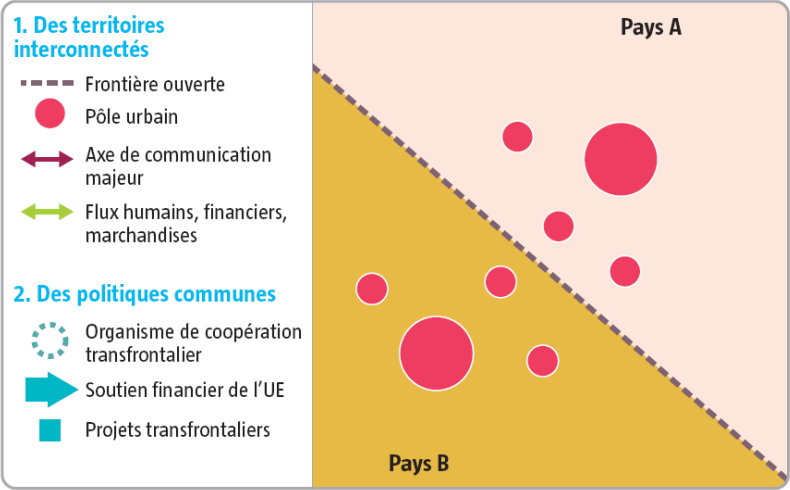 1. Des territoires
interconnectés
Frontière ouverte
Pôle urbain
Axe de communication
majeur
Flux humains, financiers,
marchandises
2. Des politiques communes
Organisme de coopération
transfrontalier
Soutien financier de l'UE
Projets transfrontaliers
Pays A
Pays B